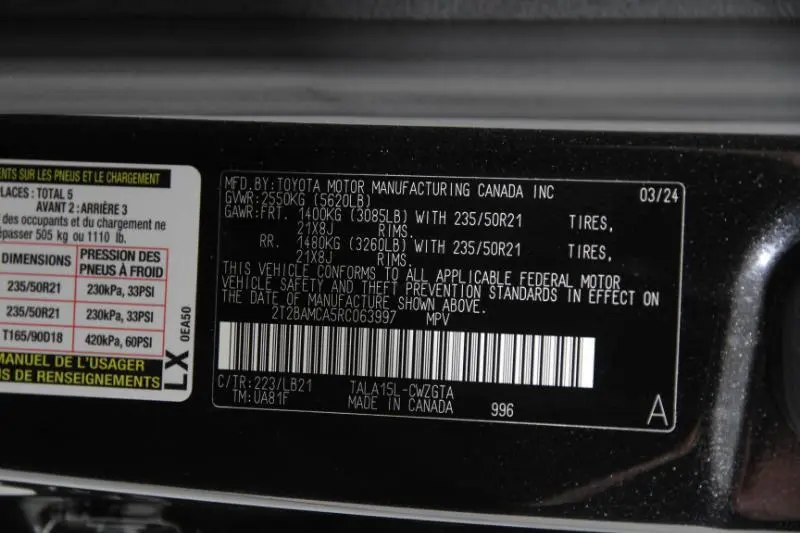 ENTS SUR LES PNEUS ET LE CHARGEMENT
PLACES : TOTAL 5
AVANT 2 : ARRIÈRE 3
des occupants et du chargement ne
épasser 505 kg ou 1110 lb.
DIMENSIONS PRESSION DES PNEUS À FROID
235/50R21 230kPa, 33PSI
235/50R21 230kPa, 33PSI
T165/90D18 420kPa, 60PSI
MANUEL DE L'USAGER
US DE RENSEIGNEMENTS
LX 0EA50
MFD.BY:TOYOTA MOTOR MANUFACTURING CANADA INC 03/24
GVWR:2550KG (5620LB)
GAWR:FRT. 1400KG (3085LB) WITH 235/50R21 TIRES,
21X8J RIMS.
RR. 1480KG (3260LB) WITH 235/50R21 TIRES,
21X8J RIMS.
THIS VEHICLE CONFORMS TO ALL APPLICABLE FEDERAL MOTOR
VEHICLE SAFETY AND THEFT PREVENTION STANDARDS IN EFFECT ON
THE DATE OF MANUFACTURE SHOWN ABOVE.
2T2BAMCA5RC063997 MPV
C/TR:223/LB21 TALA15L-CWZGTA
TM:UA81F MADE IN CANADA 996 A